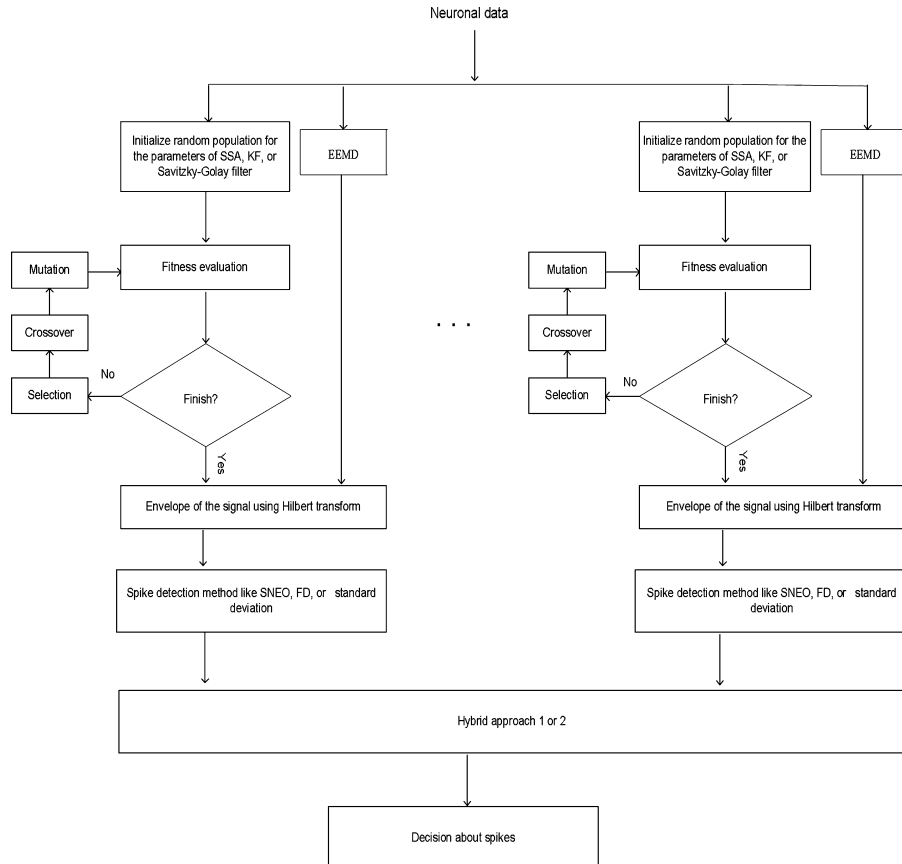 Neuronal data
Initialize random population for
the parameters of SSA, KF, or
Savitzky-Golay filter
EEMD
Mutation
Fitness evaluation
Crossover
Selection
No
Finish?
Yes
Envelope of the signal using Hilbert transform
Spike detection method like SNEO, FD, or standard
deviation
. . .
Initialize random population for the
parameters of SSA, KF, or
Savitzky-Golay filter
EEMD
Mutation
Fitness evaluation
Crossover
Selection
No
Finish?
Yes
Envelope of the signal using Hilbert transform
Spike detection method like SNEO, FD, or standard
deviation
Hybrid approach 1 or 2
Decision about spikes